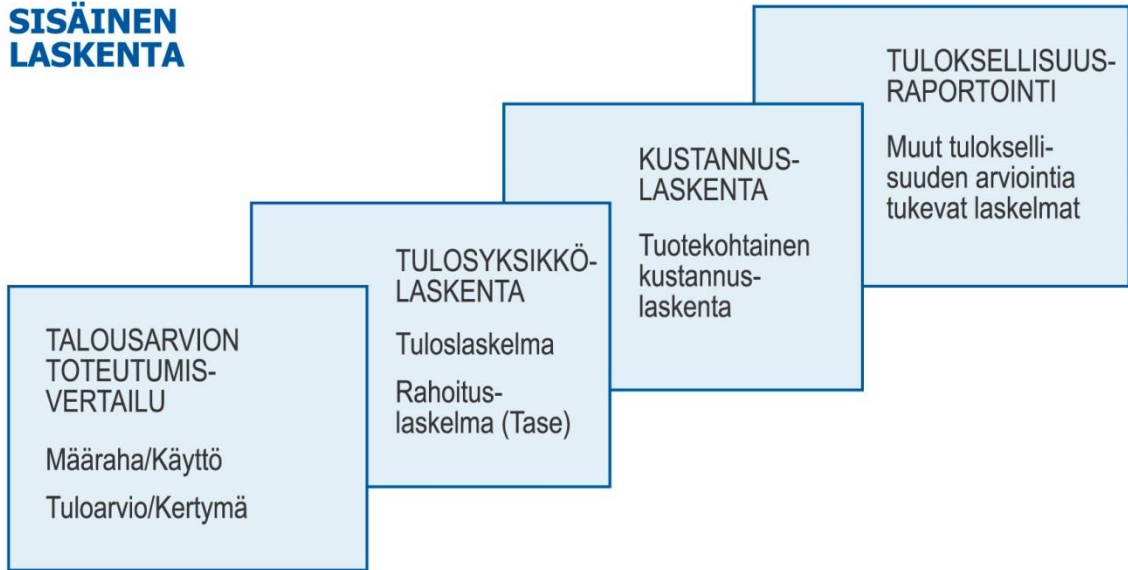 SISÄINEN
LASKENTA
TALOUSARVION
TOTEUTUMIS-
VERTAILU
Määraha/Käyttö
Tuloarvio/Kertymä
TULOSYKSIKKÖ-
LASKENTA
Tuloslaskelma
Rahoitus-
laskelma (Tase)
KUSTANNUS-
LASKENTA
Tuotekohtainen
kustannus-
laskenta
TULOKSELLISUUS-
RAPORTOINTI
Muut tulokselli-
suuden arviointia
tukevat laskelmat